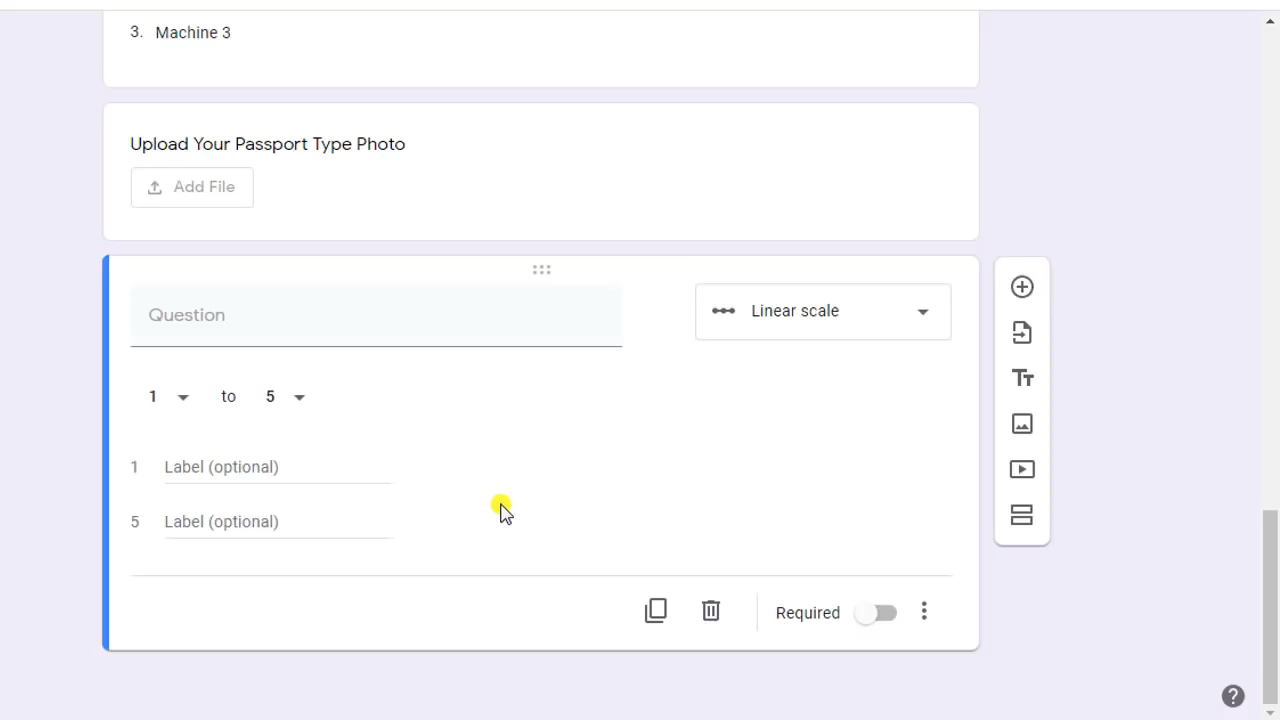 3. Machine 3
Upload Your Passport Type Photo
Add File
Question
Linear scale
1 to 5
1 Label (optional)
5 Label (optional)
Required